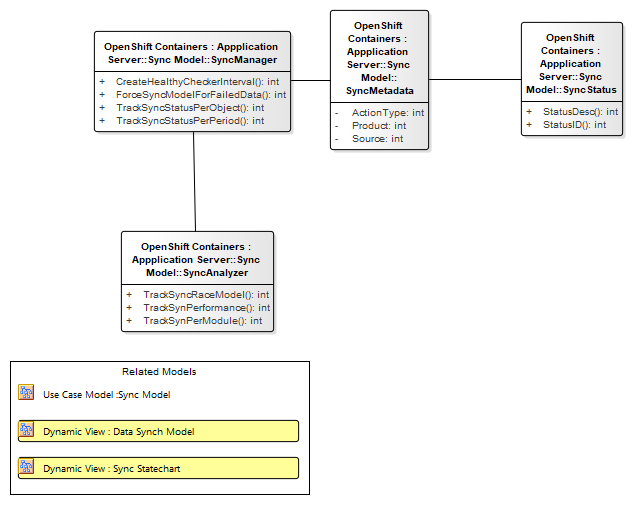 OpenShift Containers : Appplication
Server::Sync Model::SyncManager
+ CreateHealthyCheckerInterval(): int
+ ForceSyncModelForFailedData(): int
+ TrackSyncStatusPerObject(): int
+ TrackSyncStatusPerPeriod(): int
OpenShift
Containers :
Appplication
Server::Sync
Model::
SyncMetadata
- ActionType: int
- Product: int
- Source: int
OpenShift
Containers :
Appplication
Server::Sync
Model::SyncStatus
+ StatusDesc(): int
+ StatusID(): int
OpenShift Containers :
Appplication Server::Sync
Model::SyncAnalyzer
+ TrackSyncRaceModel(): int
+ TrackSynPerformance(): int
+ TrackSynPerModule(): int
Related Models
Use Case Model :Sync Model
Dynamic View : Data Synch Model
Dynamic View : Sync Statechart